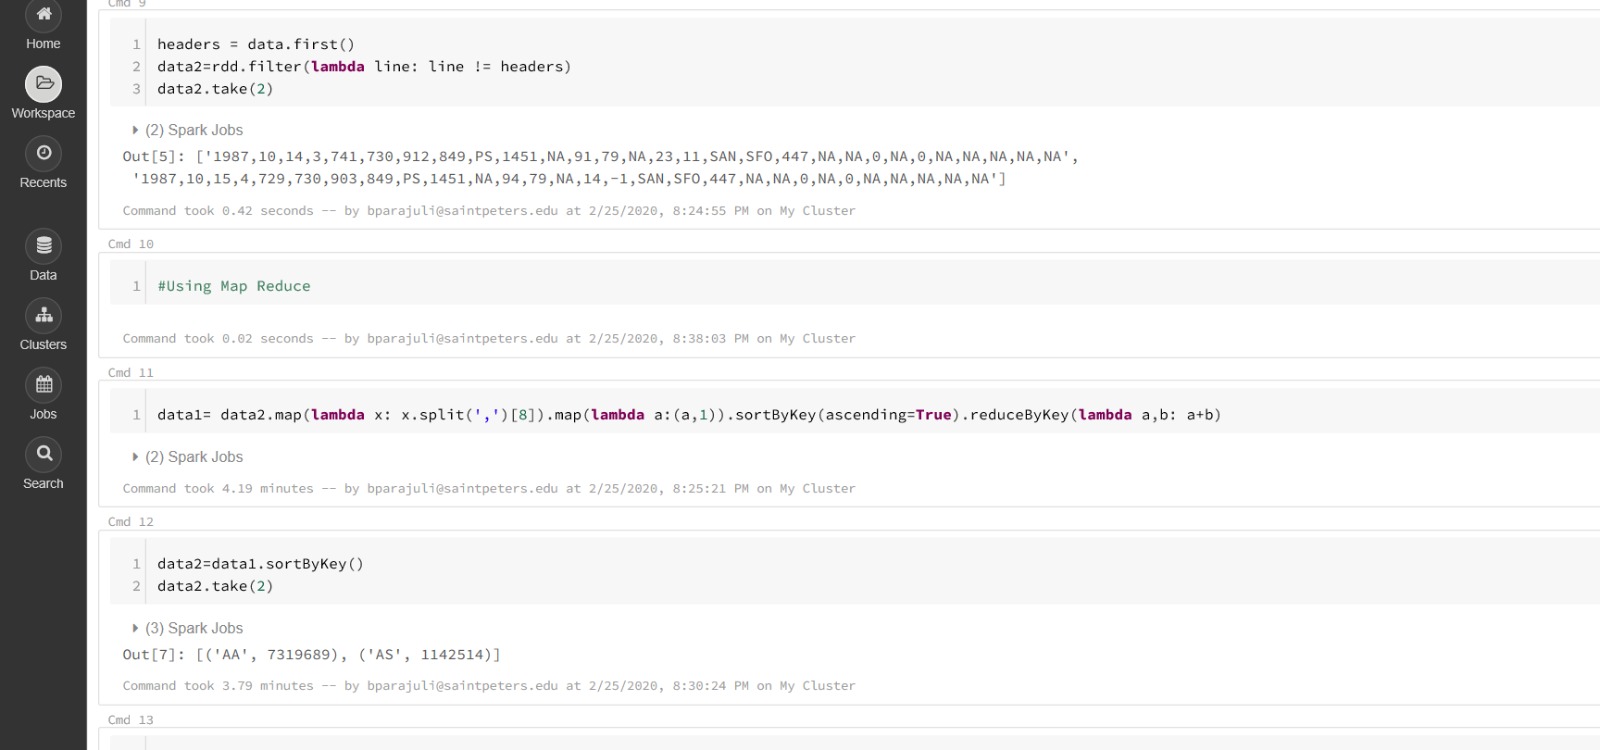 Cmd 9
Home
1 headers = data.first()
2 data2=rdd.filter(lambda line: line != headers)
3 data2.take(2)
Workspace
(2) Spark Jobs
Out[5]: ['1987,10,14,3,741,730,912,849,PS,1451,NA,91,79,NA,23,11,SAN,SFO,447,NA,NA,0,NA,0,NA,NA,NA,NA,NA',
'1987,10,15,4,729,730,903,849,PS,1451,NA,94,79,NA,14,-1,SAN,SFO,447,NA,NA,0,NA,0,NA,NA,NA,NA,NA']
Recents
Command took 0.42 seconds -- by bparajuli@saintpeters.edu at 2/25/2020, 8:24:55 PM on My Cluster
Cmd 10
Data
1 #Using Map Reduce
Command took 0.02 seconds -- by bparajuli@saintpeters.edu at 2/25/2020, 8:38:03 PM on My Cluster
Clusters
Cmd 11
Jobs
1 data1= data2.map(lambda x: x.split(',')[8]).map(lambda a:(a,1)).sortByKey(ascending=True).reduceByKey(lambda a,b: a+b)
(2) Spark Jobs
Search
Command took 4.19 minutes -- by bparajuli@saintpeters.edu at 2/25/2020, 8:25:21 PM on My Cluster
Cmd 12
1 data2=data1.sortByKey()
2 data2.take(2)
(3) Spark Jobs
Out[7]: [('AA', 7319689), ('AS', 1142514)]
Command took 3.79 minutes -- by bparajuli@saintpeters.edu at 2/25/2020, 8:30:24 PM on My Cluster
Cmd 13